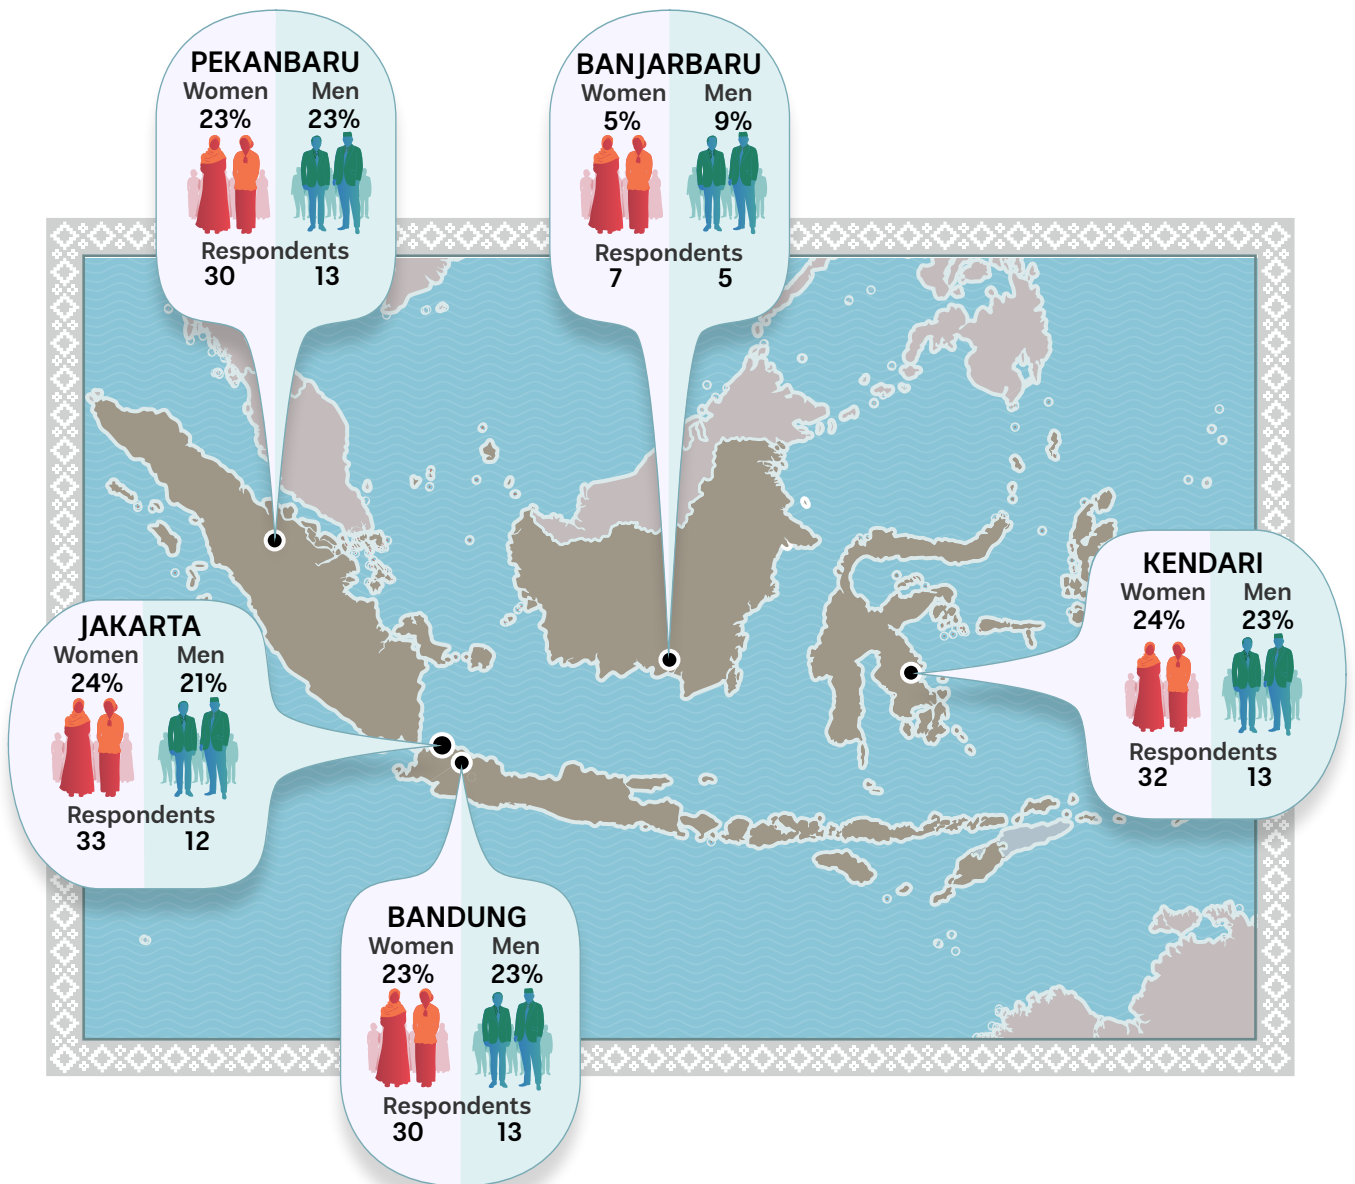 PEKANBARU
Women Men
23% 23%
Respondents
30 13
BANJARBARU
Women Men
5% 9%
Respondents
7 5
KENDARI
Women Men
24% 23%
Respondents
32 13
JAKARTA
Women Men
24% 21%
Respondents
33 12
BANDUNG
Women Men
23% 23%
Respondents
30 13